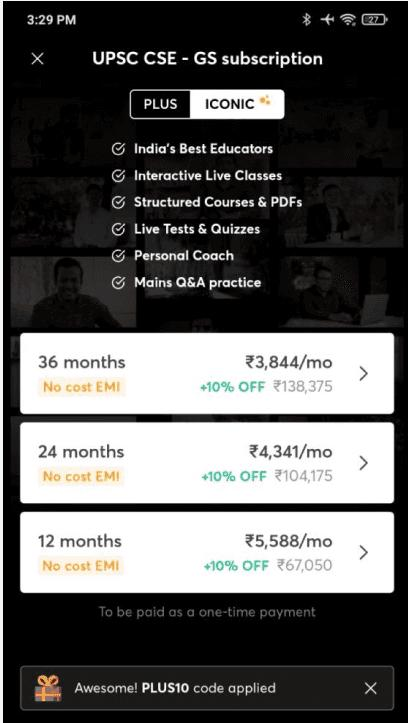 3:29 PM
27
UPSC CSE - GS subscription
PLUS ICONIC
India's Best Educators
Interactive Live Classes
Structured Courses & PDFs
Live Tests & Quizzes
Personal Coach
Mains Q&A practice
36 months ₹3,844/mo
No cost EMI +10% OFF ₹138,375
24 months ₹4,341/mo
No cost EMI +10% OFF ₹104,175
12 months ₹5,588/mo
No cost EMI +10% OFF ₹67,050
To be paid as a one-time payment
Awesome! PLUS10 code applied